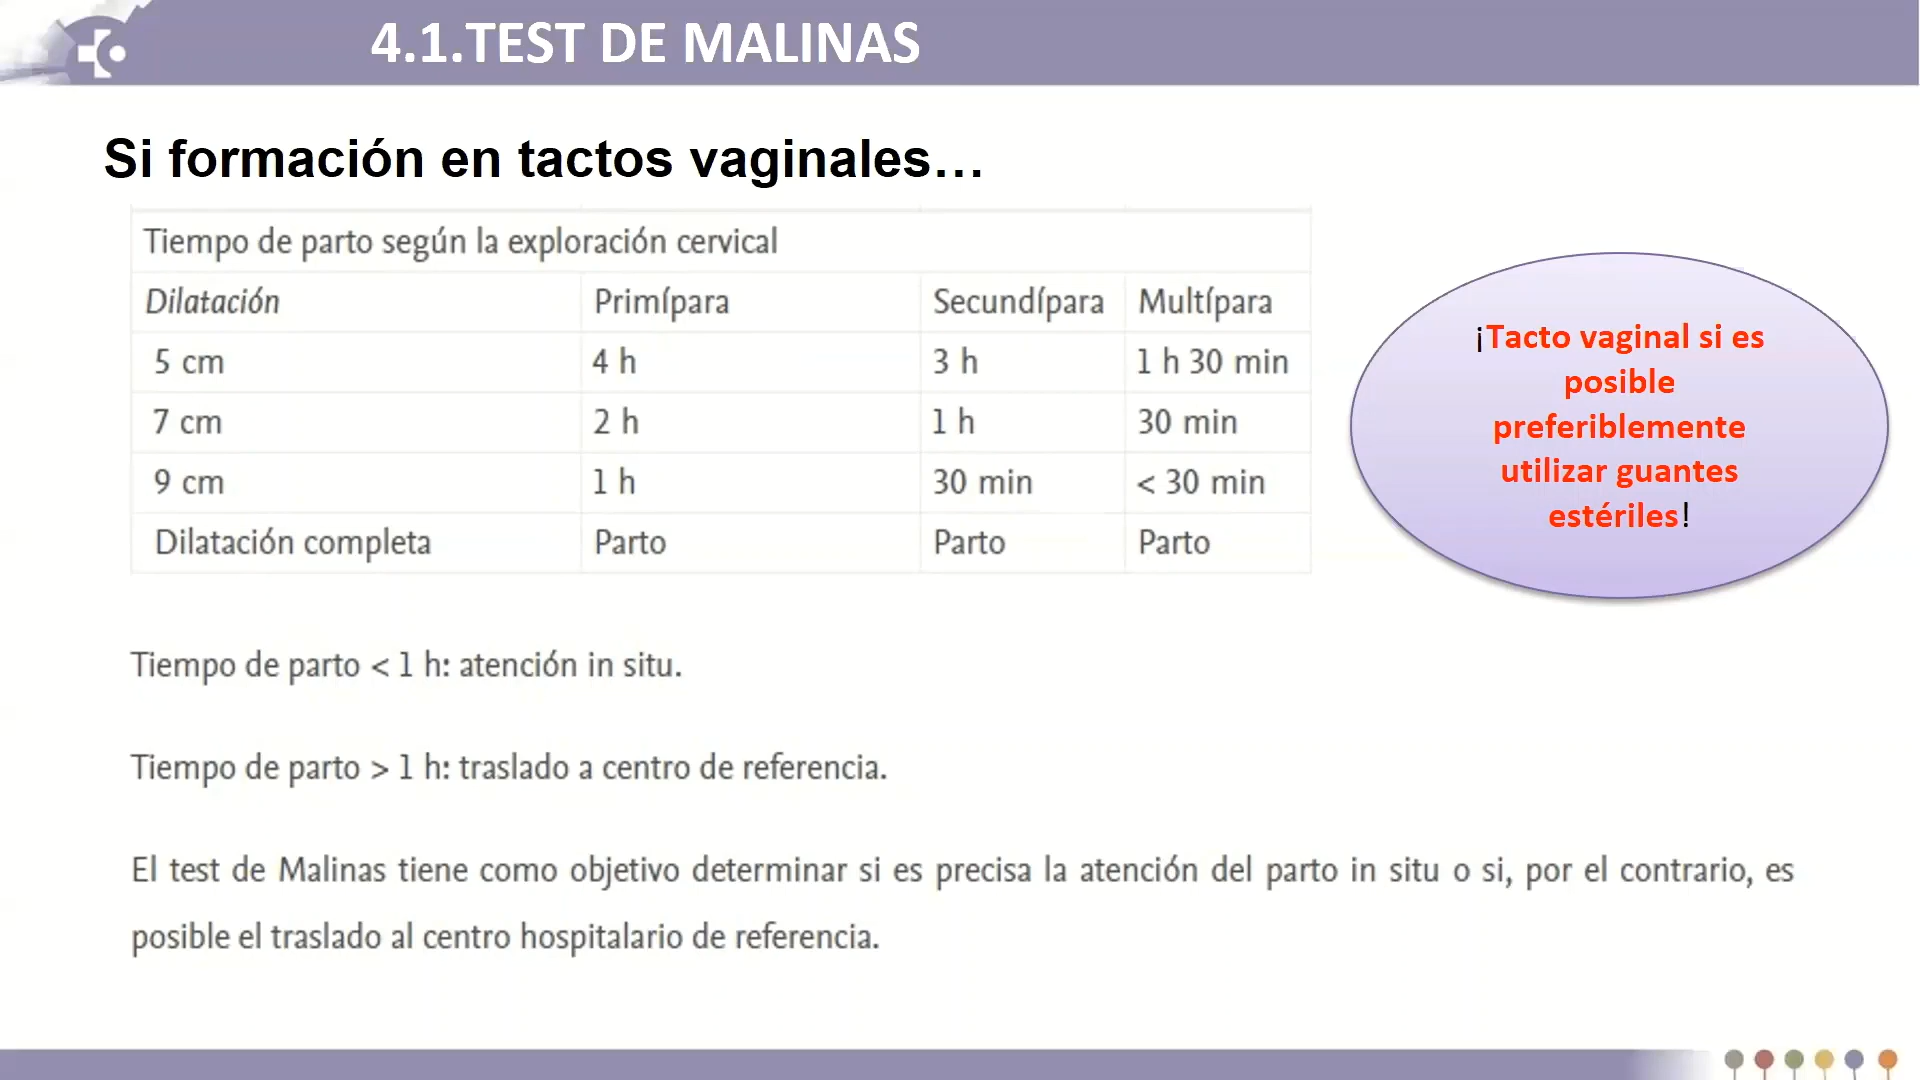 4.1.TEST DE MALINAS
Si formación en tactos vaginales…
Tiempo de parto según la exploración cervical
Dilatación Primípara Secundípara Multípara
5 cm 4 h 3 h 1 h 30 min
7 cm 2 h 1 h 30 min
9 cm 1 h 30 min < 30 min
Dilatación completa Parto Parto Parto
¡Tacto vaginal si es
posible
preferiblemente
utilizar guantes
estériles!
Tiempo de parto < 1 h: atención in situ.
Tiempo de parto > 1 h: traslado a centro de referencia.
El test de Malinas tiene como objetivo determinar si es precisa la atención del parto in situ o si, por el contrario, es
posible el traslado al centro hospitalario de referencia.